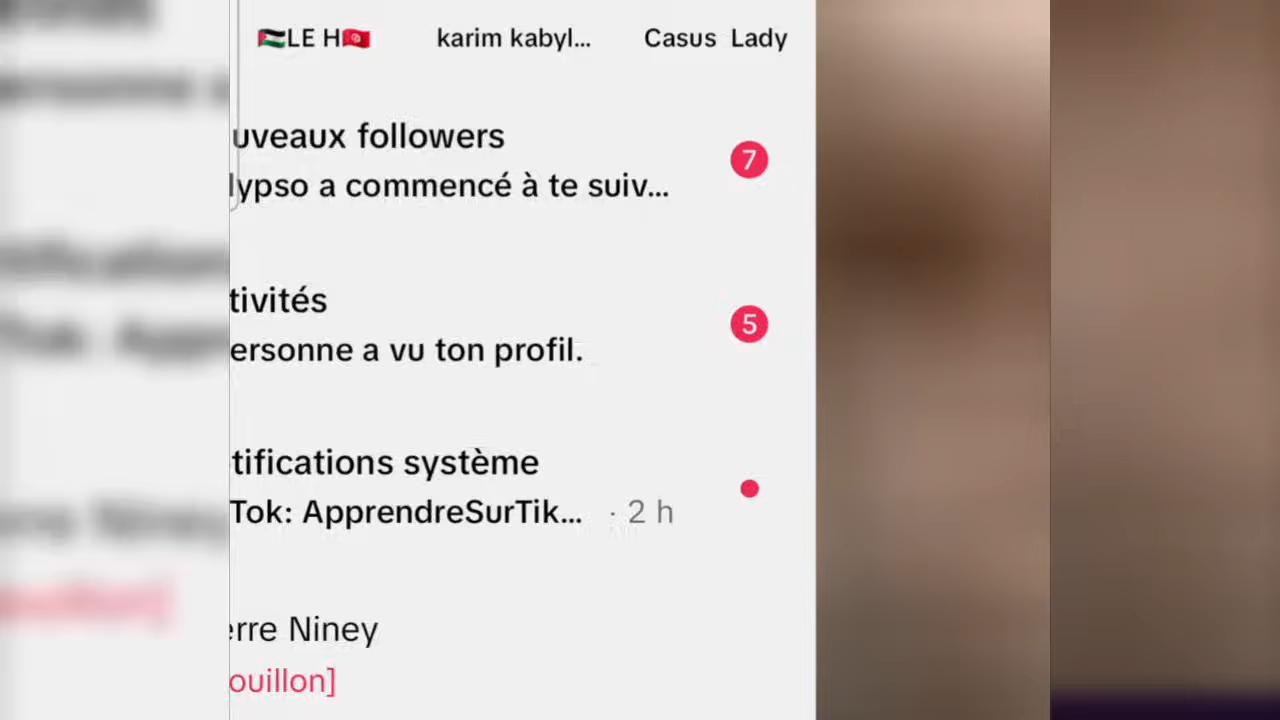 🇵🇸LE H🇹🇳 karim kabyl... Casus Lady
uveaux followers
7
lypso a commencé à te suiv...
tivités
5
ersonne a vu ton profil.
tifications système
Tok: ApprendreSurTik... · 2 h
erre Niney
ouillon]